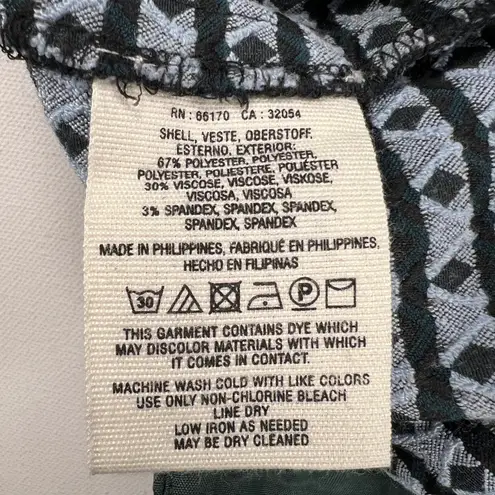 RN : 66170 CA : 32054
SHELL, VESTE, OBERSTOFF,
ESTERNO, EXTERIOR:
67% POLYESTER, POLYESTER,
POLYESTER, POLIESTERE, POLIÉSTER
30% VISCOSE, VISCOSE, VISKOSE,
VISCOSA, VISCOSA
3% SPANDEX, SPANDEX, SPANDEX,
SPANDEX, SPANDEX
MADE IN PHILIPPINES, FABRIQUÉ EN PHILIPPINES,
HECHO EN FILIPINAS
30 P
THIS GARMENT CONTAINS DYE WHICH
MAY DISCOLOR MATERIALS WITH WHICH
IT COMES IN CONTACT.
MACHINE WASH COLD WITH LIKE COLORS
USE ONLY NON-CHLORINE BLEACH
LINE DRY
LOW IRON AS NEEDED
MAY BE DRY CLEANED